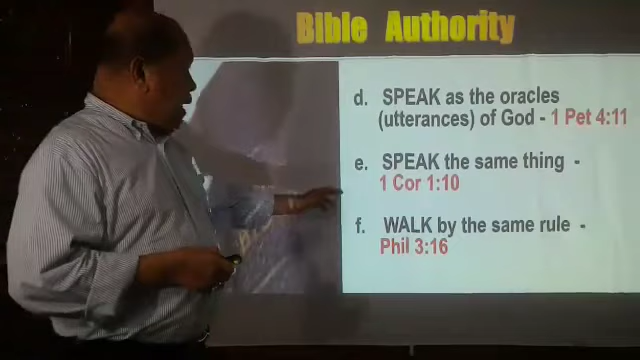 Bible Authority
d. SPEAK as the oracles
(utterances) of God - 1 Pet 4:11
e. SPEAK the same thing -
1 Cor 1:10
f. WALK by the same rule -
Phil 3:16